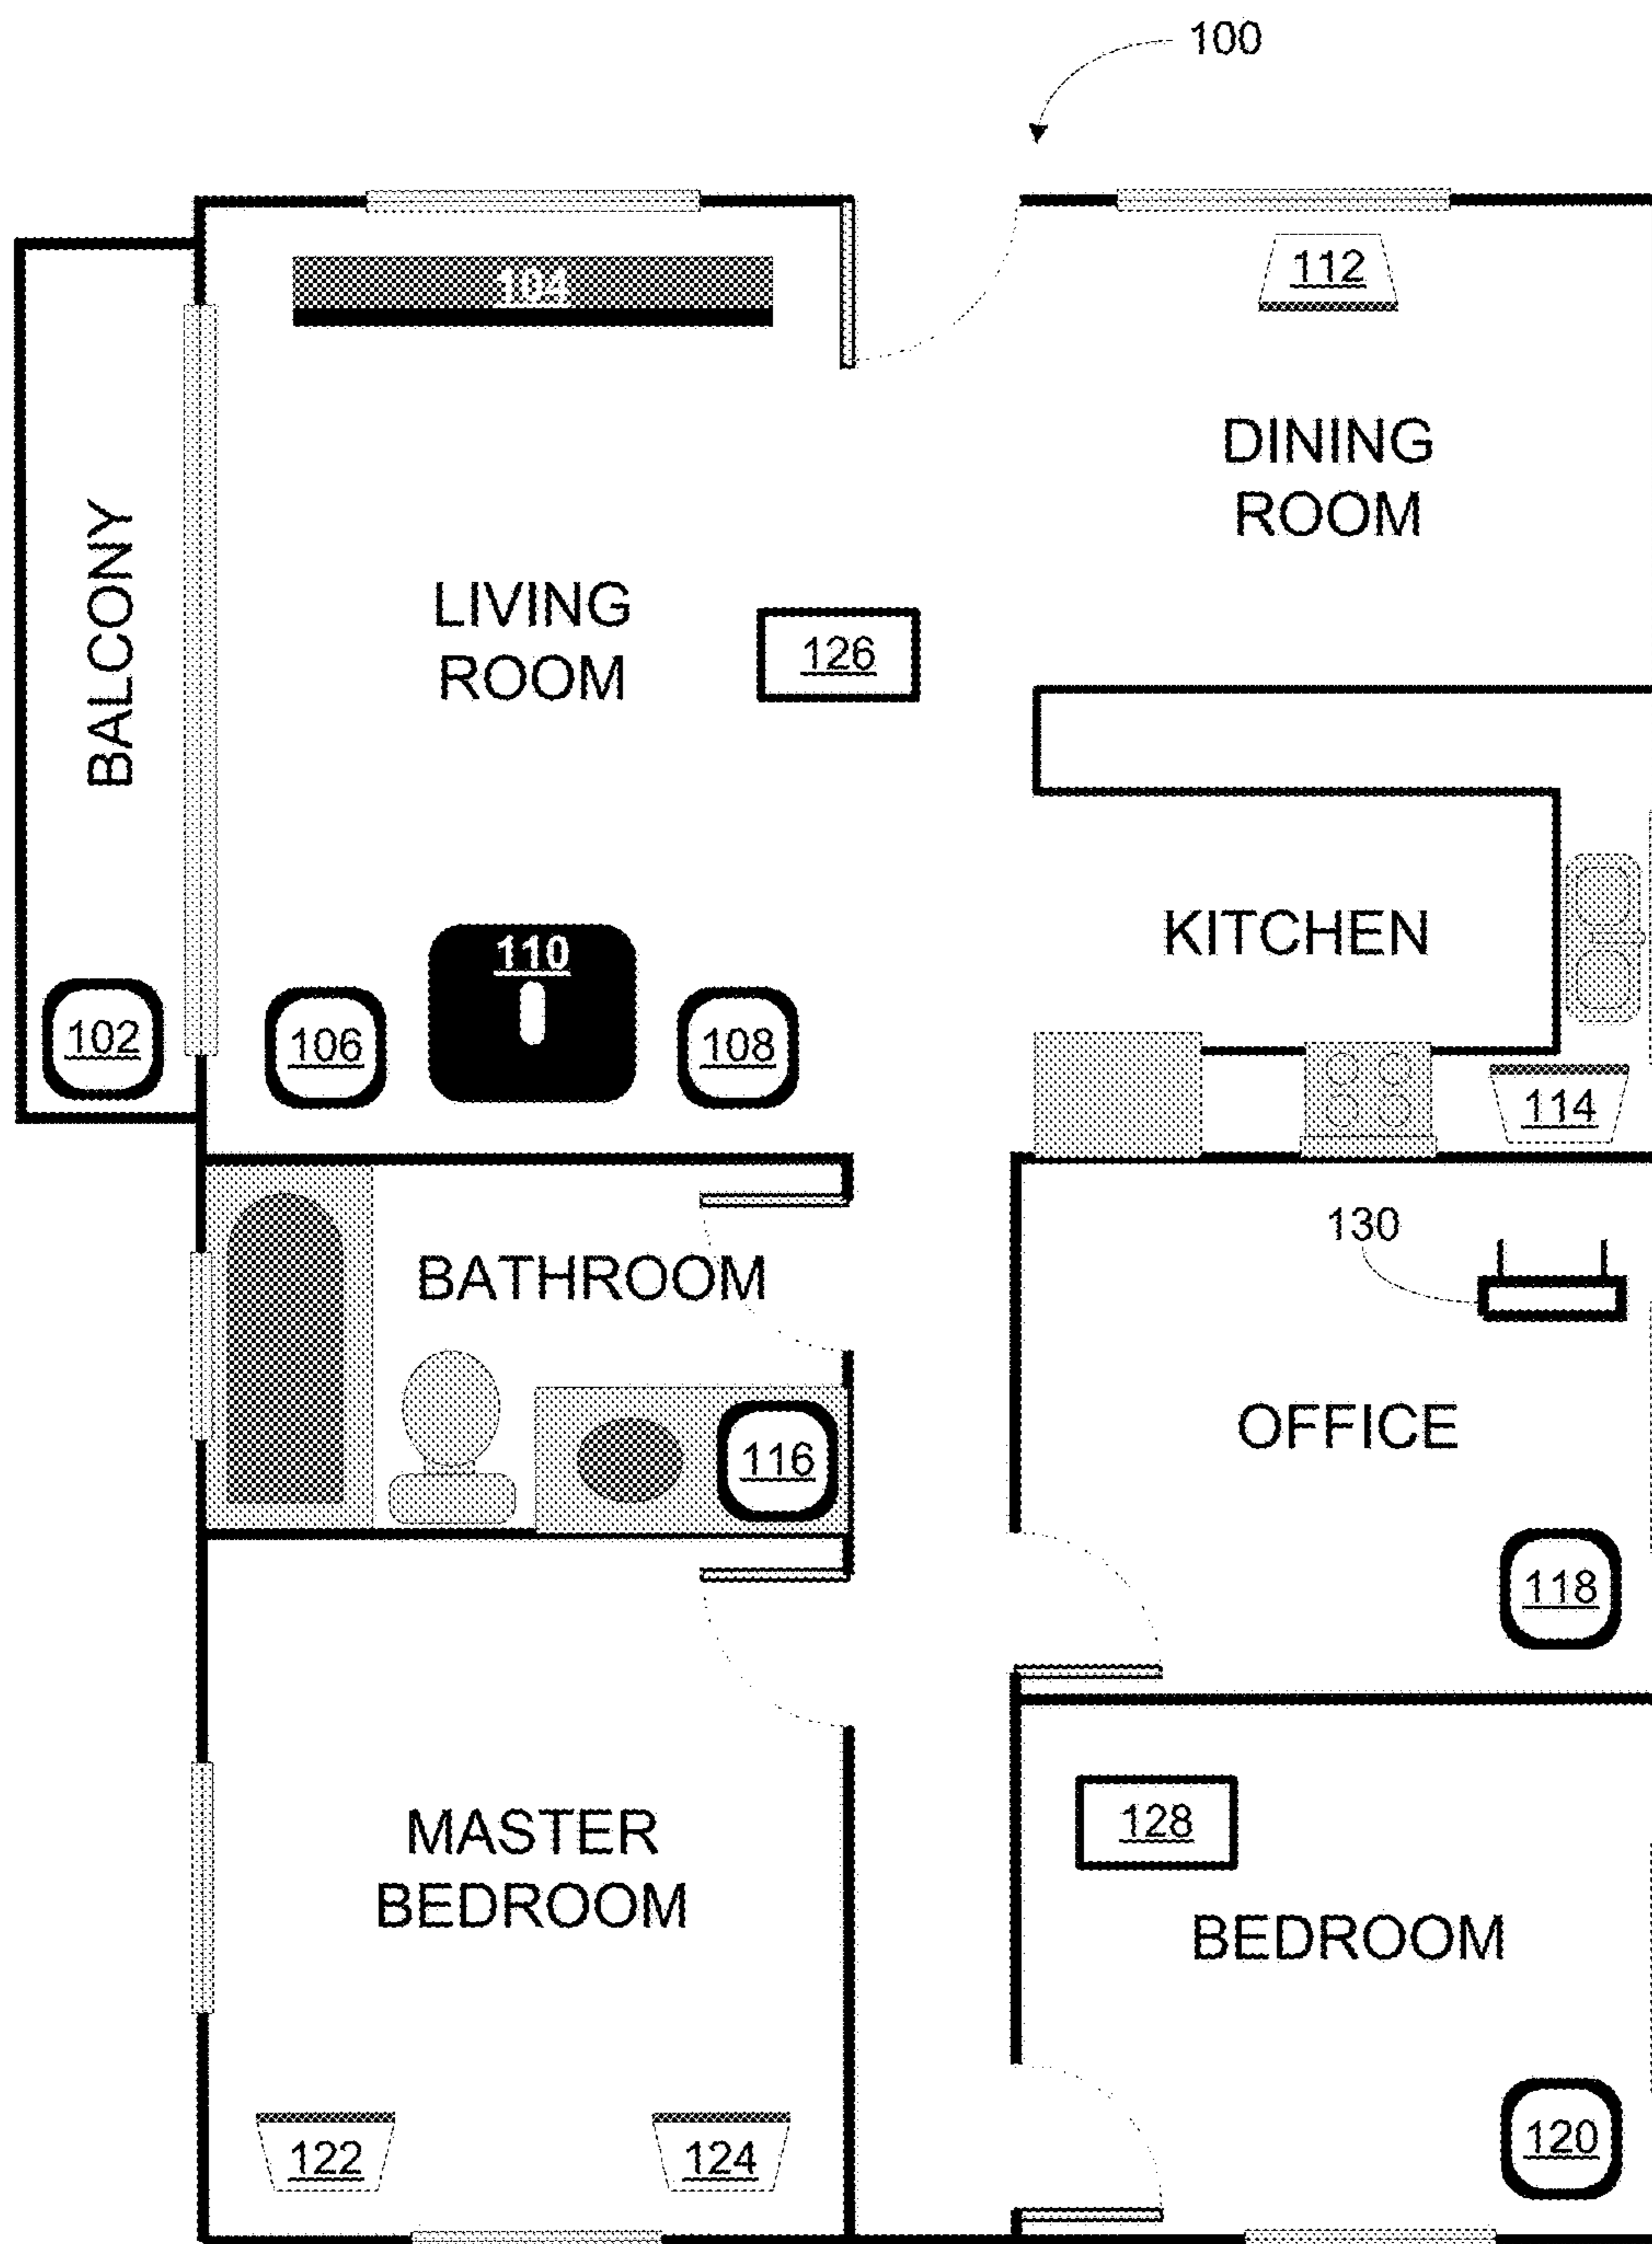 100
104
112
DINING
ROOM
BALCONY
LIVING
ROOM
126
110
KITCHEN
102
106
108
114
130
BATHROOM
OFFICE
116
118
128
MASTER
BEDROOM
BEDROOM
122
124
120